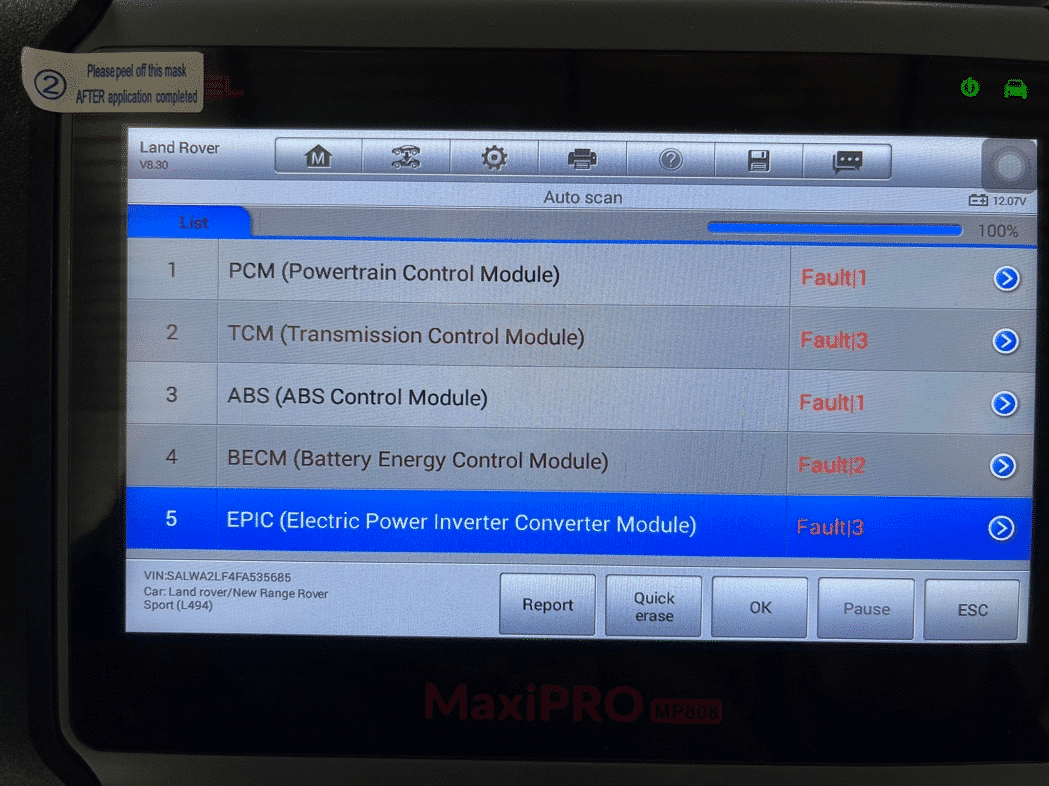 2
Please peel off this mask
AFTER application completed
Land Rover
V8.30
M
?
Auto scan
12.07V
List
100%
1 PCM (Powertrain Control Module) Fault|1
2 TCM (Transmission Control Module) Fault|3
3 ABS (ABS Control Module) Fault|1
4 BECM (Battery Energy Control Module) Fault|2
5 EPIC (Electric Power Inverter Converter Module) Fault|3
VIN:SALWA2LF4FA535685
Car: Land rover/New Range Rover
Sport (L494)
Report
Quick
erase
OK
Pause
ESC
MaxiPRO MP808